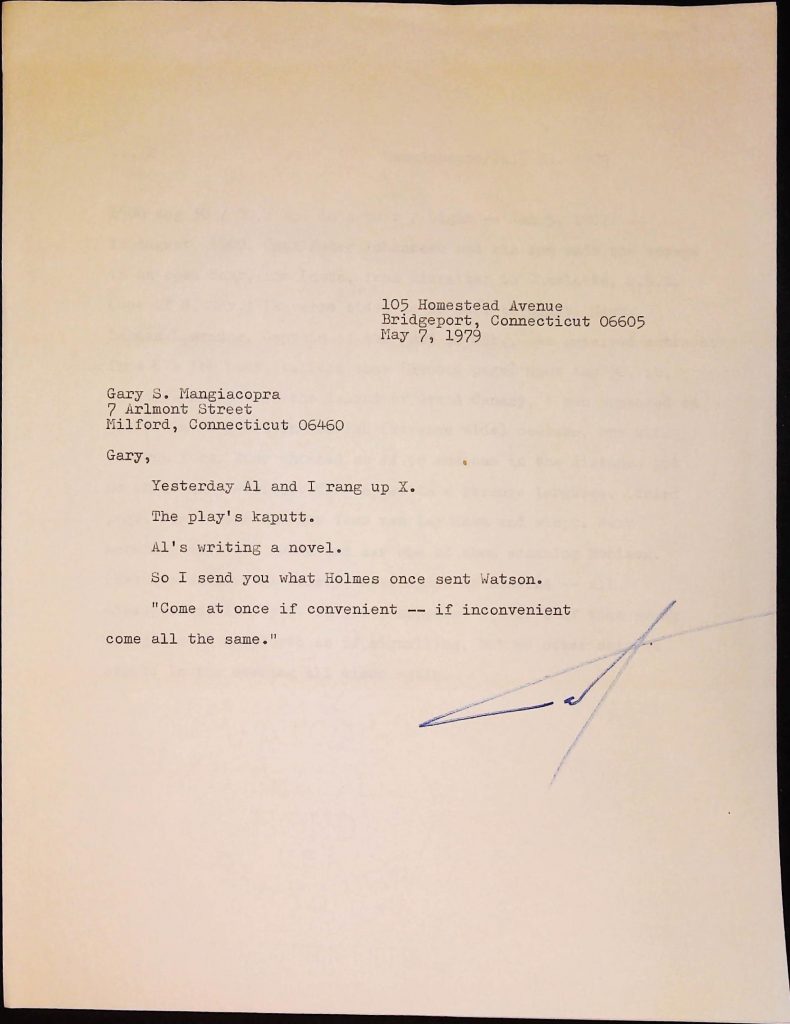 105 Homestead Avenue
Bridgeport, Connecticut 06605
May 7, 1979
Gary S. Mangiacopra
7 Arlmont Street
Milford, Connecticut 06460
Gary,
Yesterday Al and I rang up X.
The play's kaputt.
Al's writing a novel.
So I send you what Holmes once sent Watson.
"Come at once if convenient -- if inconvenient
come all the same."